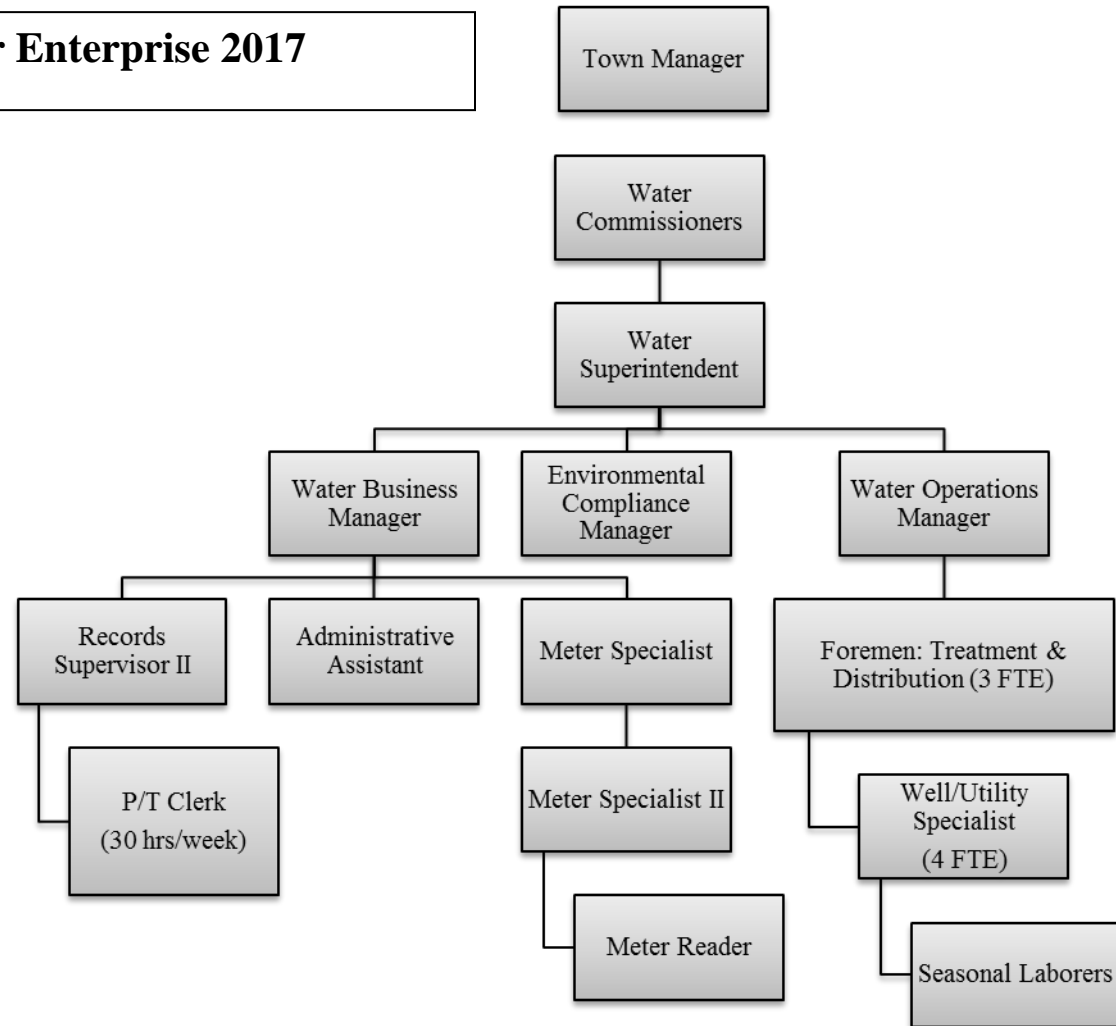 Enterprise 2017
Town Manager
Water
Commissioners
Water
Superintendent
Water Business
Manager
Environmental
Compliance
Manager
Water Operations
Manager
Records
Supervisor II
Administrative
Assistant
Meter Specialist
Foremen: Treatment &
Distribution (3 FTE)
P/T Clerk
(30 hrs/week)
Meter Specialist II
Well/Utility
Specialist
(4 FTE)
Meter Reader
Seasonal Laborers